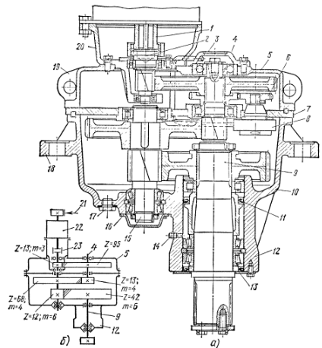 1
2
3
4
5
6
20
19
7
8
9
10
11
18
17
16
15
14
12
13
21
22
23
Z=13; m=3
4
Z=95
5
Z=13;
m=4
Z=68;
m=4
Z=12; m=6
Z=42
m=6
9
12
б)
а)